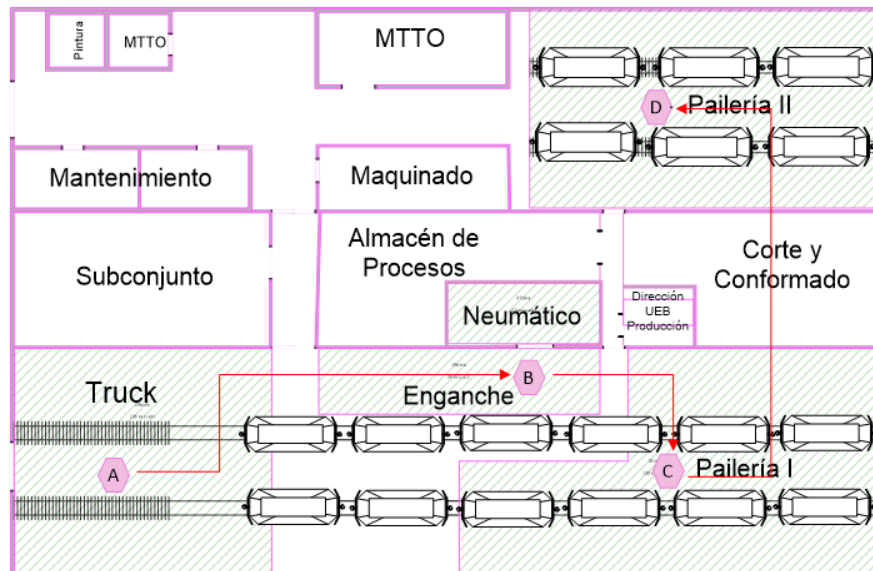 Pintura
MTTO
MTTO
D
Pailería II
Mantenimiento
Maquinado
Subconjunto
Almacén de
Procesos
Corte y
Conformado
Neumático
Dirección
UEB
Producción
Truck
B
Enganche
A
C
Pailería I